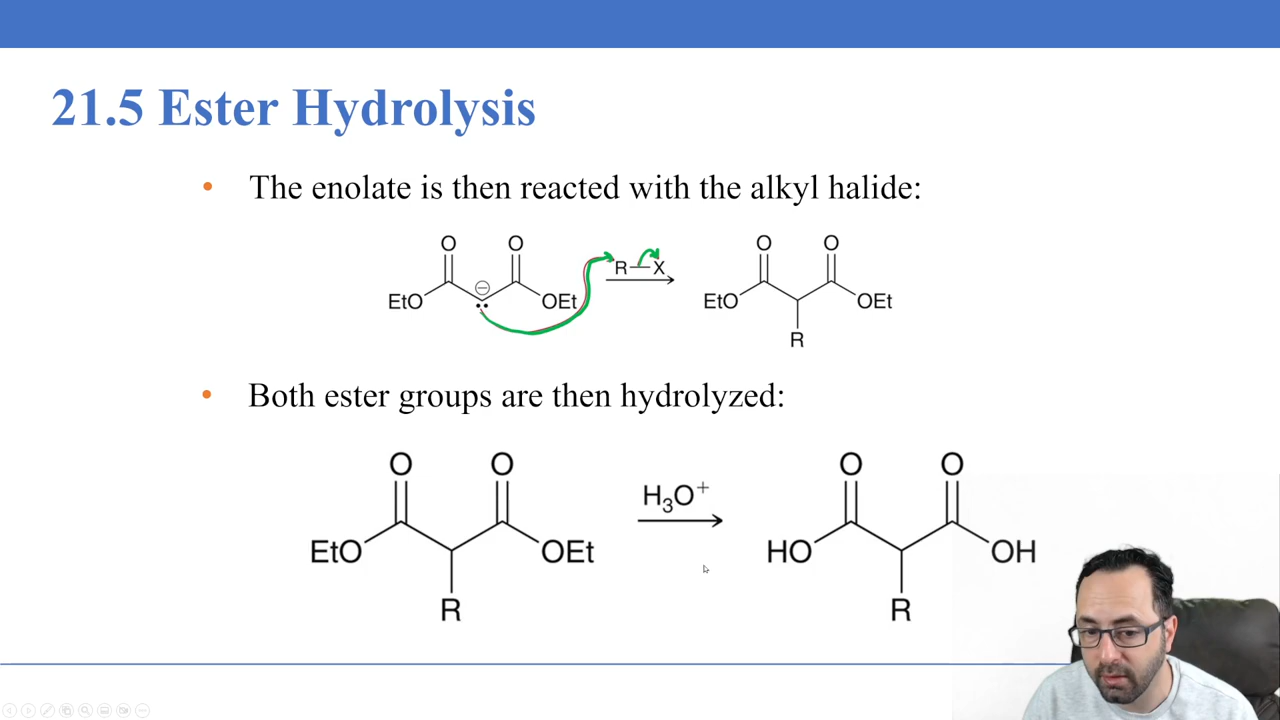 21.5 Ester Hydrolysis
• The enolate is then reacted with the alkyl halide:
O O O O
R—X
EtO OEt EtO OEt
R
• Both ester groups are then hydrolyzed:
O O O O
H₃O⁺
EtO OEt HO OH
R R